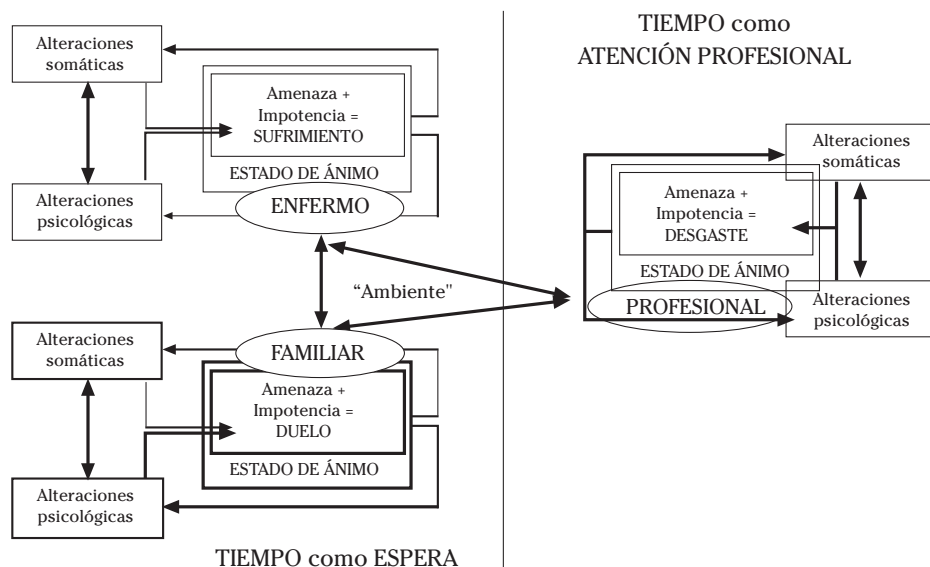 Alteraciones
somáticas
Amenaza +
Impotencia =
SUFRIMIENTO
ESTADO DE ÁNIMO
ENFERMO
Alteraciones
psicológicas
“Ambiente"
Alteraciones
somáticas
FAMILIAR
Amenaza +
Impotencia =
DUELO
ESTADO DE ÁNIMO
Alteraciones
psicológicas
TIEMPO como ESPERA
TIEMPO como
ATENCIÓN PROFESIONAL
Alteraciones
somáticas
Amenaza +
Impotencia =
DESGASTE
ESTADO DE ÁNIMO
PROFESIONAL
Alteraciones
psicológicas